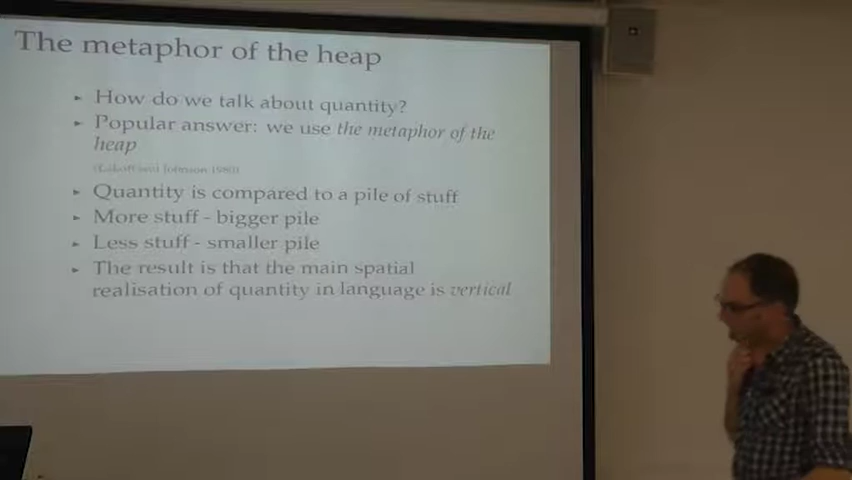 The metaphor of the heap
► How do we talk about quantity?
► Popular answer: we use the metaphor of the
heap
(Lakoff and Johnson 1980)
► Quantity is compared to a pile of stuff
► More stuff - bigger pile
► Less stuff - smaller pile
► The result is that the main spatial
realisation of quantity in language is vertical